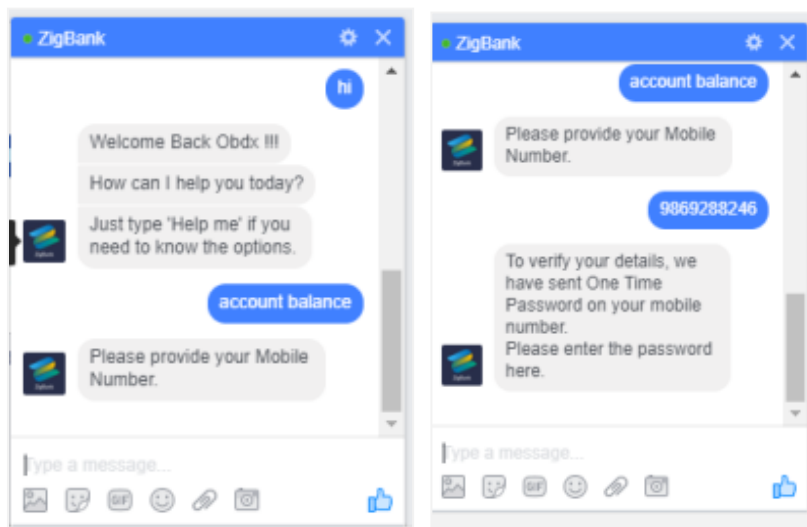 ZigBank
hi
Welcome Back Obdx !!!
How can I help you today?
Just type 'Help me' if you
need to know the options.
account balance
Please provide your Mobile
Number.
Type a message...
GIF
ZigBank
account balance
Please provide your Mobile
Number.
9869288246
To verify your details, we
have sent One Time
Password on your mobile
number.
Please enter the password
here.
Type a message...
GIF